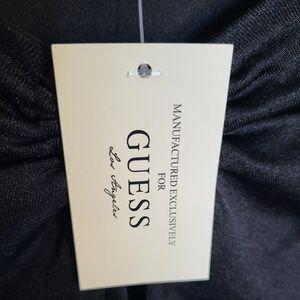 MANUFACTURED EXCLUSIVELY
FOR
GUESS
Los Angeles